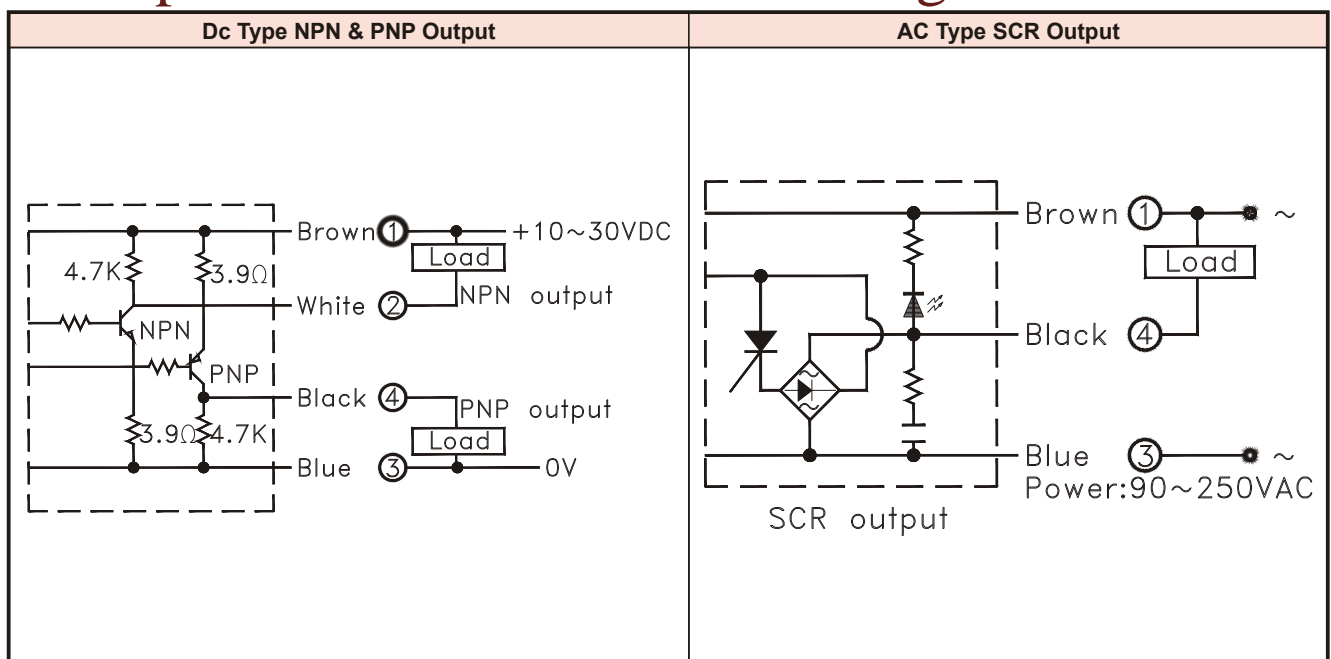 Dc Type NPN & PNP Output
AC Type SCR Output
Brown 1 +10~30VDC
Load
4.7K 3.9Ω
White 2 NPN output
NPN
PNP
Black 4 PNP output
3.9Ω 4.7K
Load
Blue 3 0V
Brown 1 ~
Load
Black 4
Blue 3 ~
Power:90~250VAC
SCR output